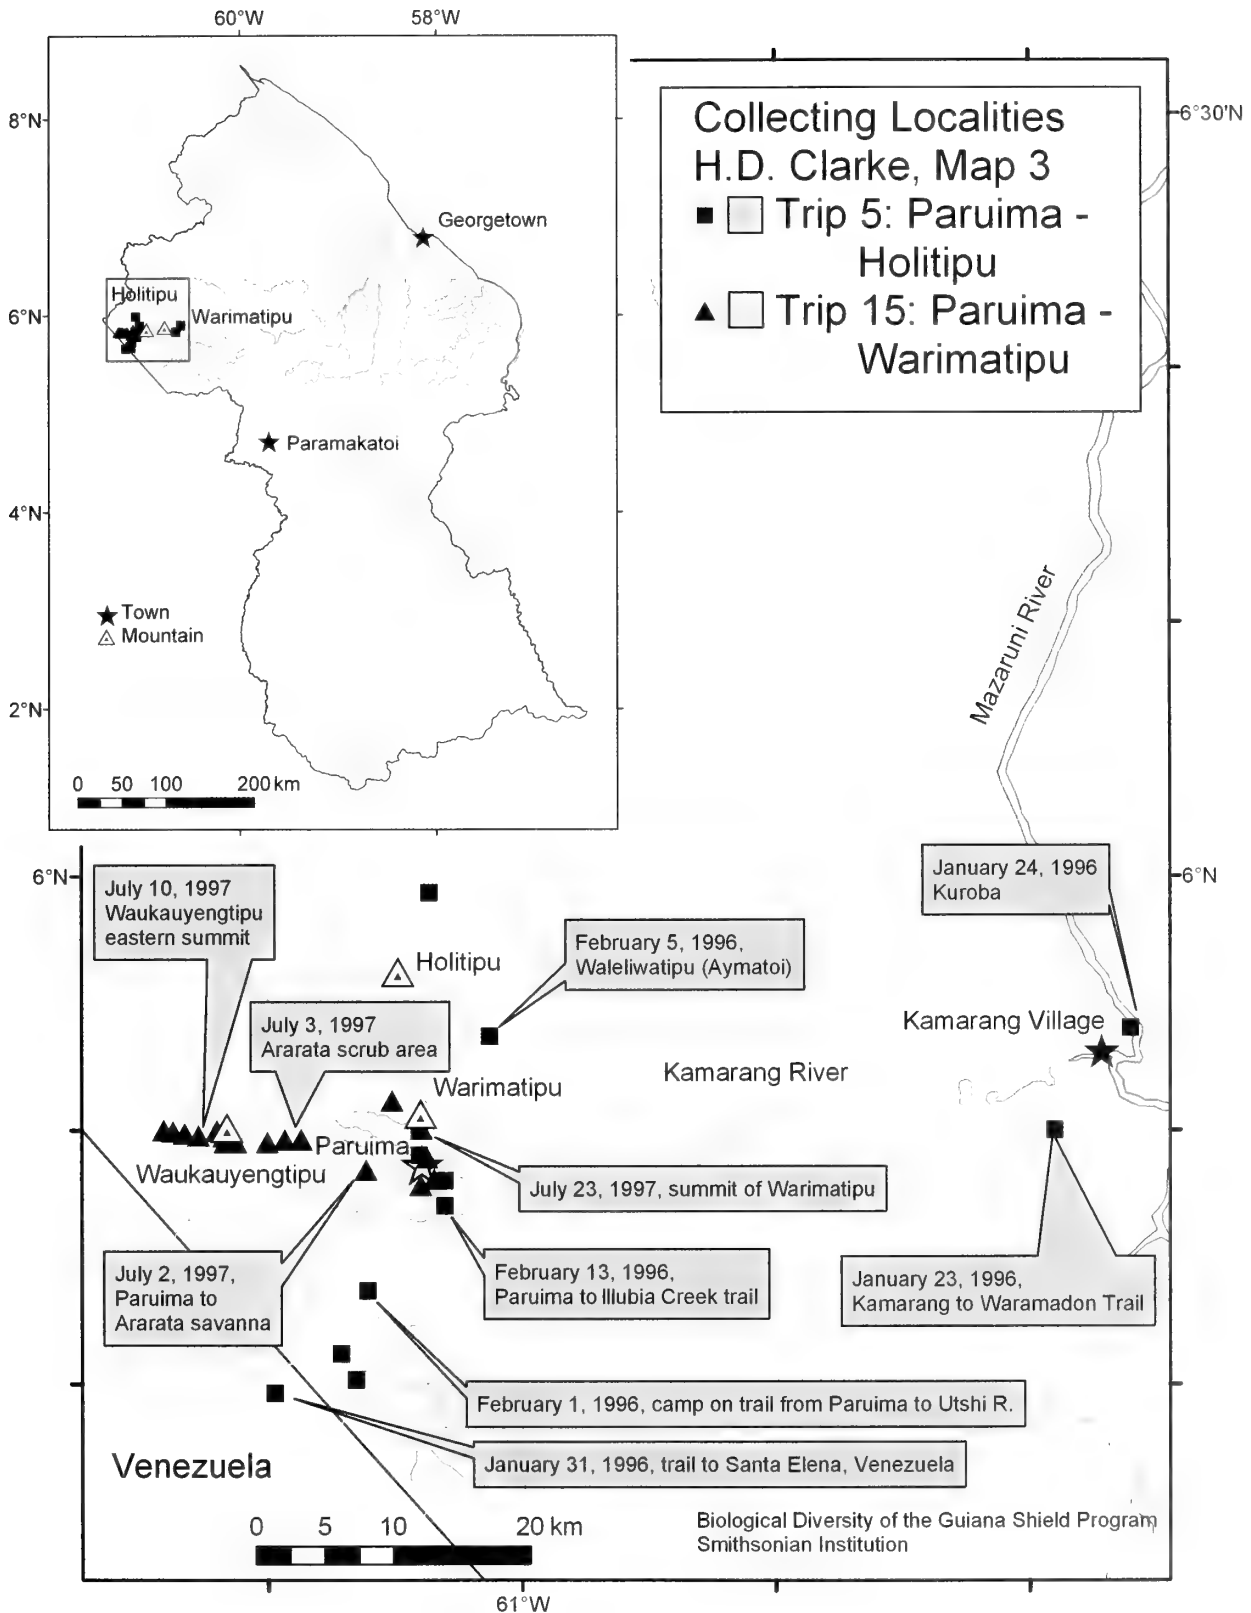 60°W
58°W
8°N
6°N
4°N
2°N
Georgetown
Holitipu
Warimatipu
Paramakatoi
Town
Mountain
0 50 100 200 km
6°30'N
Collecting Localities
H.D. Clarke, Map 3
Trip 5: Paruima -
Holitipu
Trip 15: Paruima -
Warimatipu
Mazaruni River
6°N
6°N
July 10, 1997
Waukauyengtipu
eastern summit
January 24, 1996
Kuroba
Holitipu
February 5, 1996,
Waleliwatipu (Aymatoi)
July 3, 1997
Ararata scrub area
Kamarang Village
Kamarang River
Warimatipu
Paruima
Waukauyengtipu
July 23, 1997, summit of Warimatipu
July 2, 1997,
Paruima to
Ararata savanna
February 13, 1996,
Paruima to Illubia Creek trail
January 23, 1996,
Kamarang to Waramadon Trail
February 1, 1996, camp on trail from Paruima to Utshi R.
January 31, 1996, trail to Santa Elena, Venezuela
Venezuela
0 5 10 20 km
Biological Diversity of the Guiana Shield Program
Smithsonian Institution
61°W